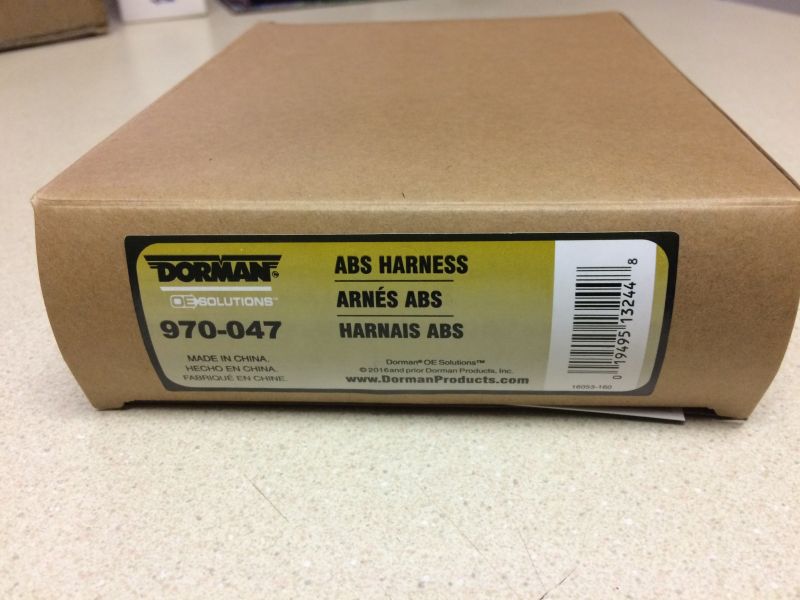 DORMAN®
OE SOLUTIONS™
970-047
MADE IN CHINA.
HECHO EN CHINA.
FABRIQUÉ EN CHINE.
ABS HARNESS
ARNÉS ABS
HARNAIS ABS
Dorman® OE Solutions™
©2016 and prior Dorman Products, Inc.
www.DormanProducts.com
0 19495 13244 8
16053-160